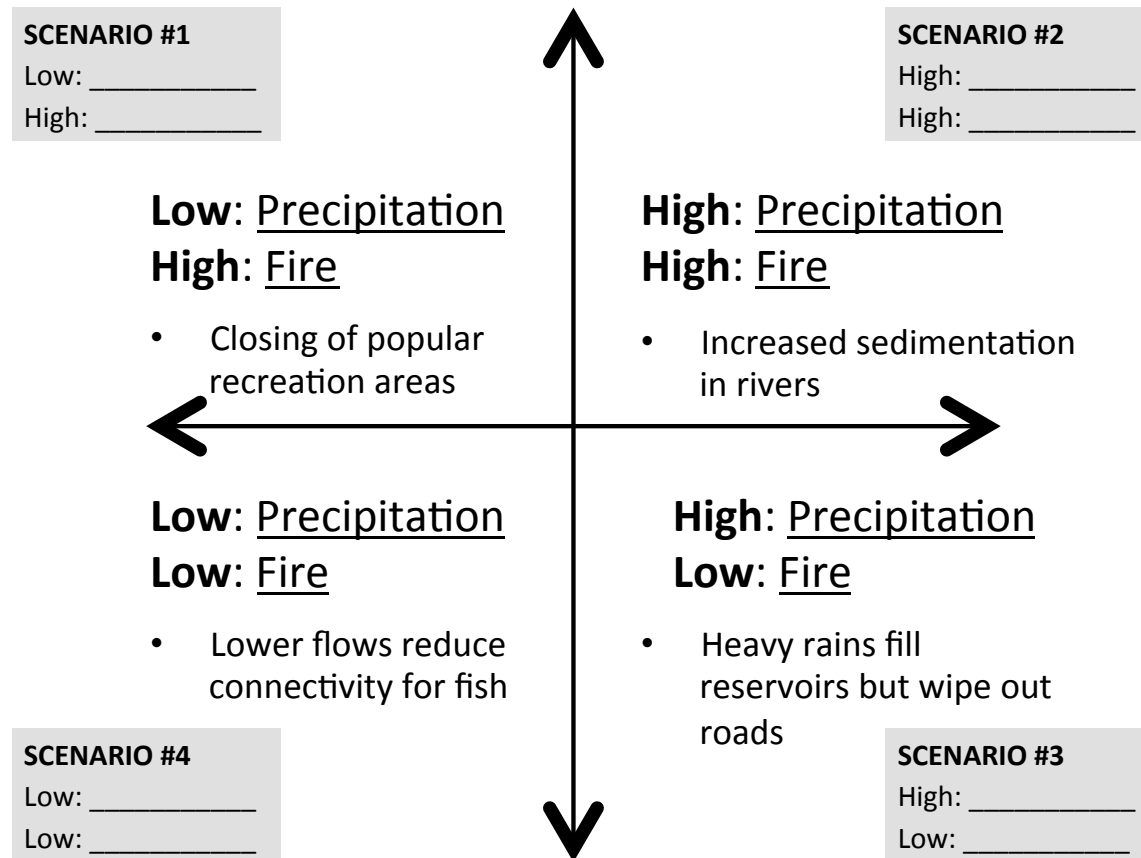 SCENARIO #1
Low: ___________
High: ___________
SCENARIO #2
High: ___________
High: ___________
Low: Precipitation
High: Fire
• Closing of popular
recreation areas
High: Precipitation
High: Fire
• Increased sedimentation
in rivers
Low: Precipitation
Low: Fire
• Lower flows reduce
connectivity for fish
High: Precipitation
Low: Fire
• Heavy rains fill
reservoirs but wipe out
roads
SCENARIO #4
Low: ___________
Low: ___________
SCENARIO #3
High: ___________
Low: ___________